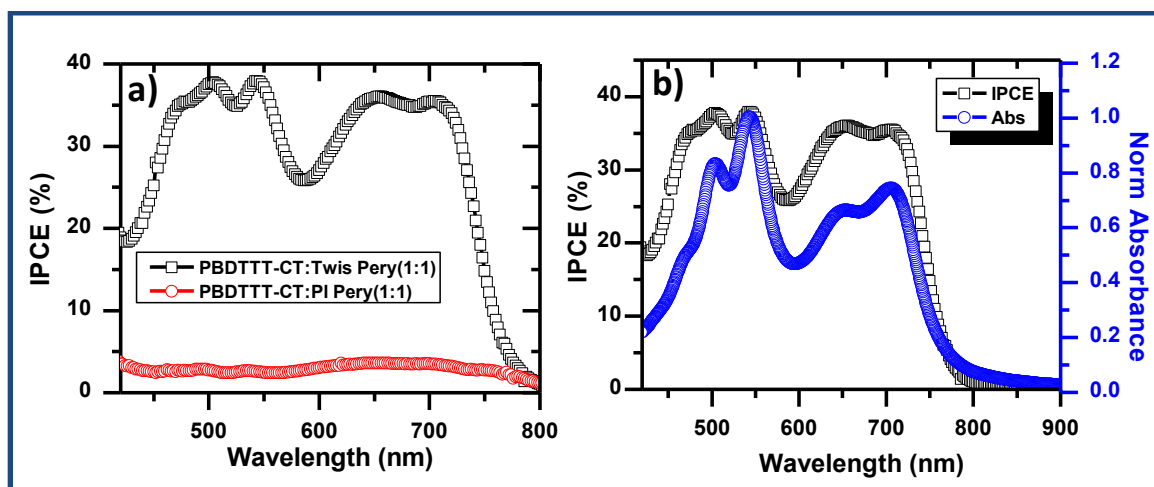 a)
IPCE (%)
40
30
20
10
0
PBDTTT-CT:Twis Pery(1:1)
PBDTTT-CT:PI Pery(1:1)
500 600 700 800
Wavelength (nm)
b)
IPCE (%)
40
30
20
10
0
IPCE
Abs
500 600 700 800 900
Wavelength (nm)
1.2
1.0
0.8
0.6
0.4
0.2
0.0
Norm Absorbance